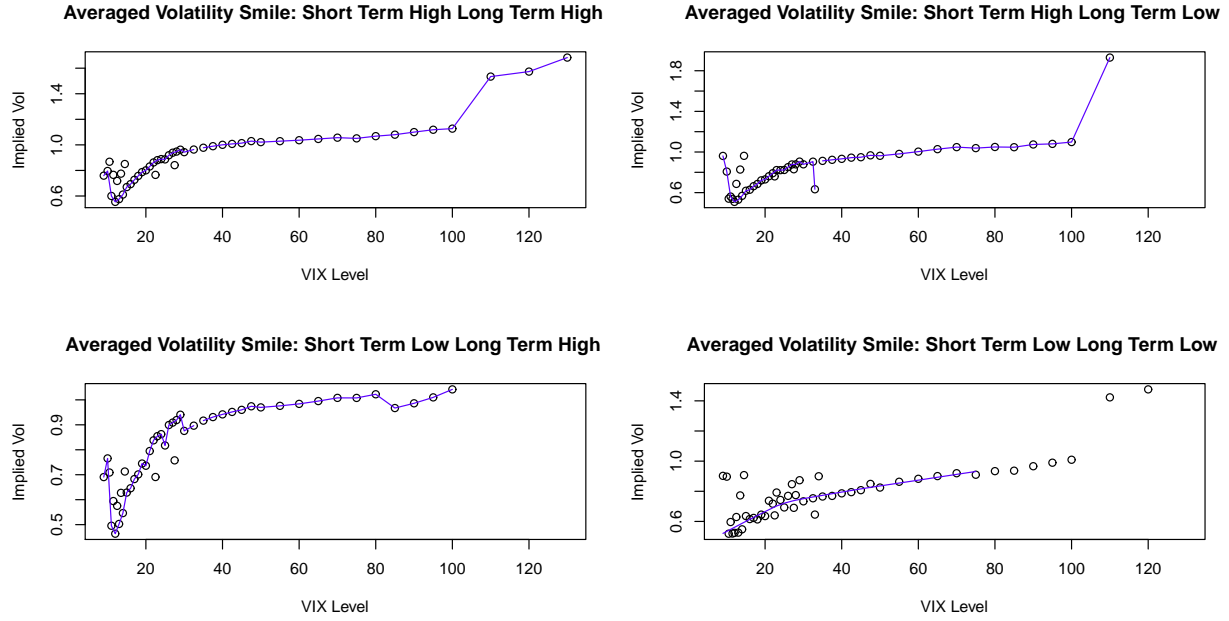 Averaged Volatility Smile: Short Term High Long Term High
Implied Vol
0.6 1.0 1.4
20 40 60 80 100 120
VIX Level
Averaged Volatility Smile: Short Term High Long Term Low
Implied Vol
0.6 1.0 1.4 1.8
20 40 60 80 100 120
VIX Level
Averaged Volatility Smile: Short Term Low Long Term High
Implied Vol
0.5 0.7 0.9
20 40 60 80 100 120
VIX Level
Averaged Volatility Smile: Short Term Low Long Term Low
Implied Vol
0.6 1.0 1.4
20 40 60 80 100 120
VIX Level